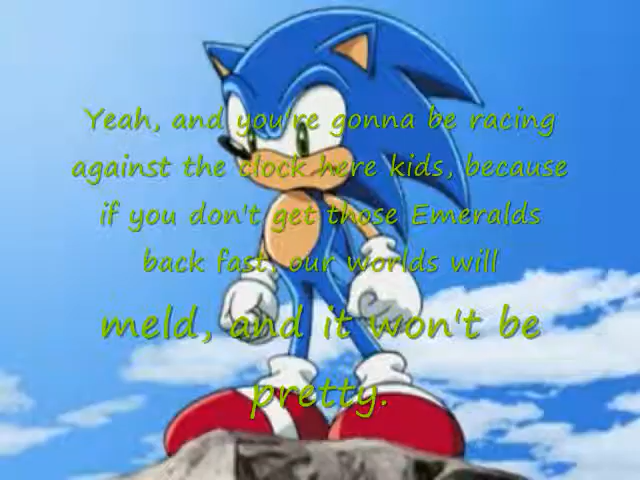 Yeah, and you're gonna be racing
against the clock here kids, because
if you don't get those Emeralds
back fast, our worlds will
meld, and it won't be
pretty.